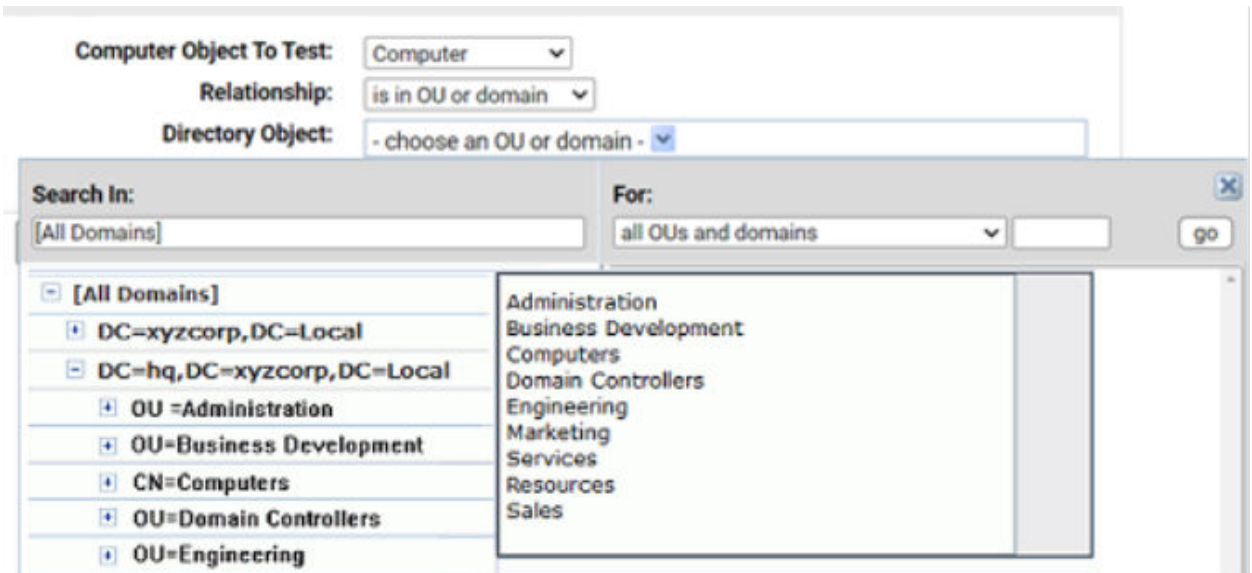 Computer Object To Test: Computer
Relationship: is in OU or domain
Directory Object: - choose an OU or domain -
Search In: For:
[All Domains] all OUs and domains go
[All Domains]
DC=xyzcorp,DC=Local
DC=hq,DC=xyzcorp,DC=Local
OU =Administration
OU=Business Development
CN=Computers
OU=Domain Controllers
OU=Engineering
Administration
Business Development
Computers
Domain Controllers
Engineering
Marketing
Services
Resources
Sales